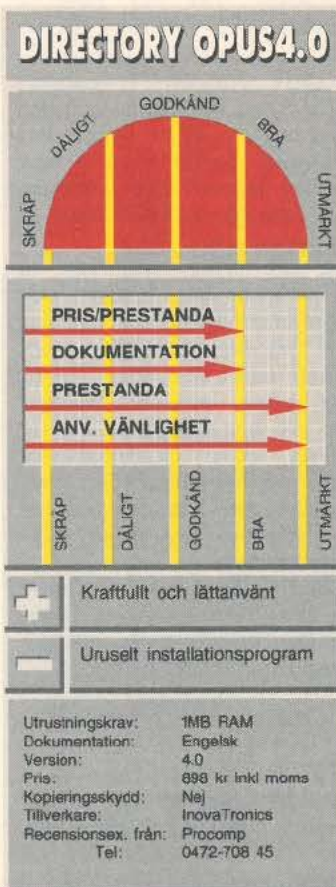 DIRECTORY OPUS4.0
SKRÄP
DÅLIGT
GODKÄND
BRA
UTMÄRKT
PRIS/PRESTANDA
DOKUMENTATION
PRESTANDA
ANV. VÄNLIGHET
SKRÄP
DÅLIGT
GODKÄND
BRA
UTMÄRKT
+ Kraftfullt och lättanvänt
− Uruselt installationsprogram
Utrustningskrav: 1MB RAM
Dokumentation: Engelsk
Version: 4.0
Pris: 898 kr inkl moms
Kopieringsskydd: Nej
Tillverkare: InovaTronics
Recensionsex. från: Procomp
Tel: 0472-708 45